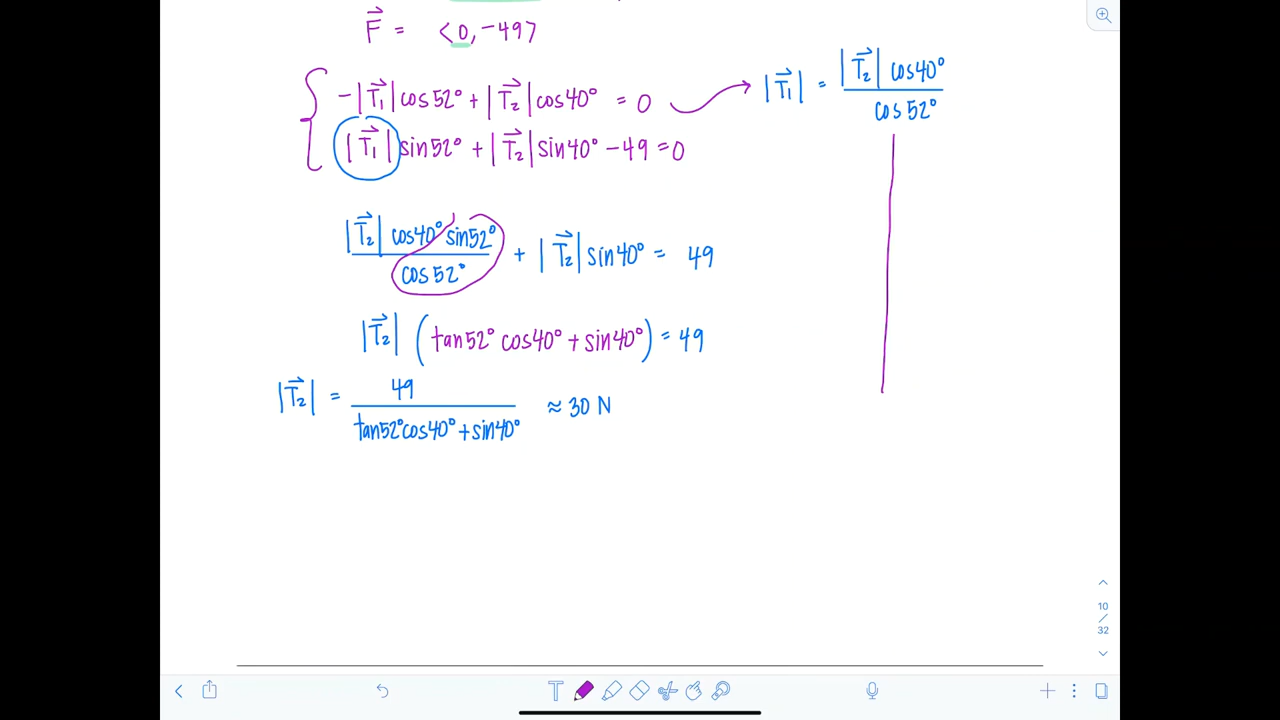 F⃗ = <0, -49>
-|T⃗₁| cos 52° + |T⃗₂| cos 40° = 0
|T⃗₁| = |T⃗₂| cos 40° / cos 52°
|T⃗₁| sin 52° + |T⃗₂| sin 40° - 49 = 0
|T⃗₂| cos 40° sin 52° / cos 52° + |T⃗₂| sin 40° = 49
|T⃗₂| (tan 52° cos 40° + sin 40°) = 49
|T⃗₂| = 49 / tan 52° cos 40° + sin 40° ≈ 30 N
10
/
32
T